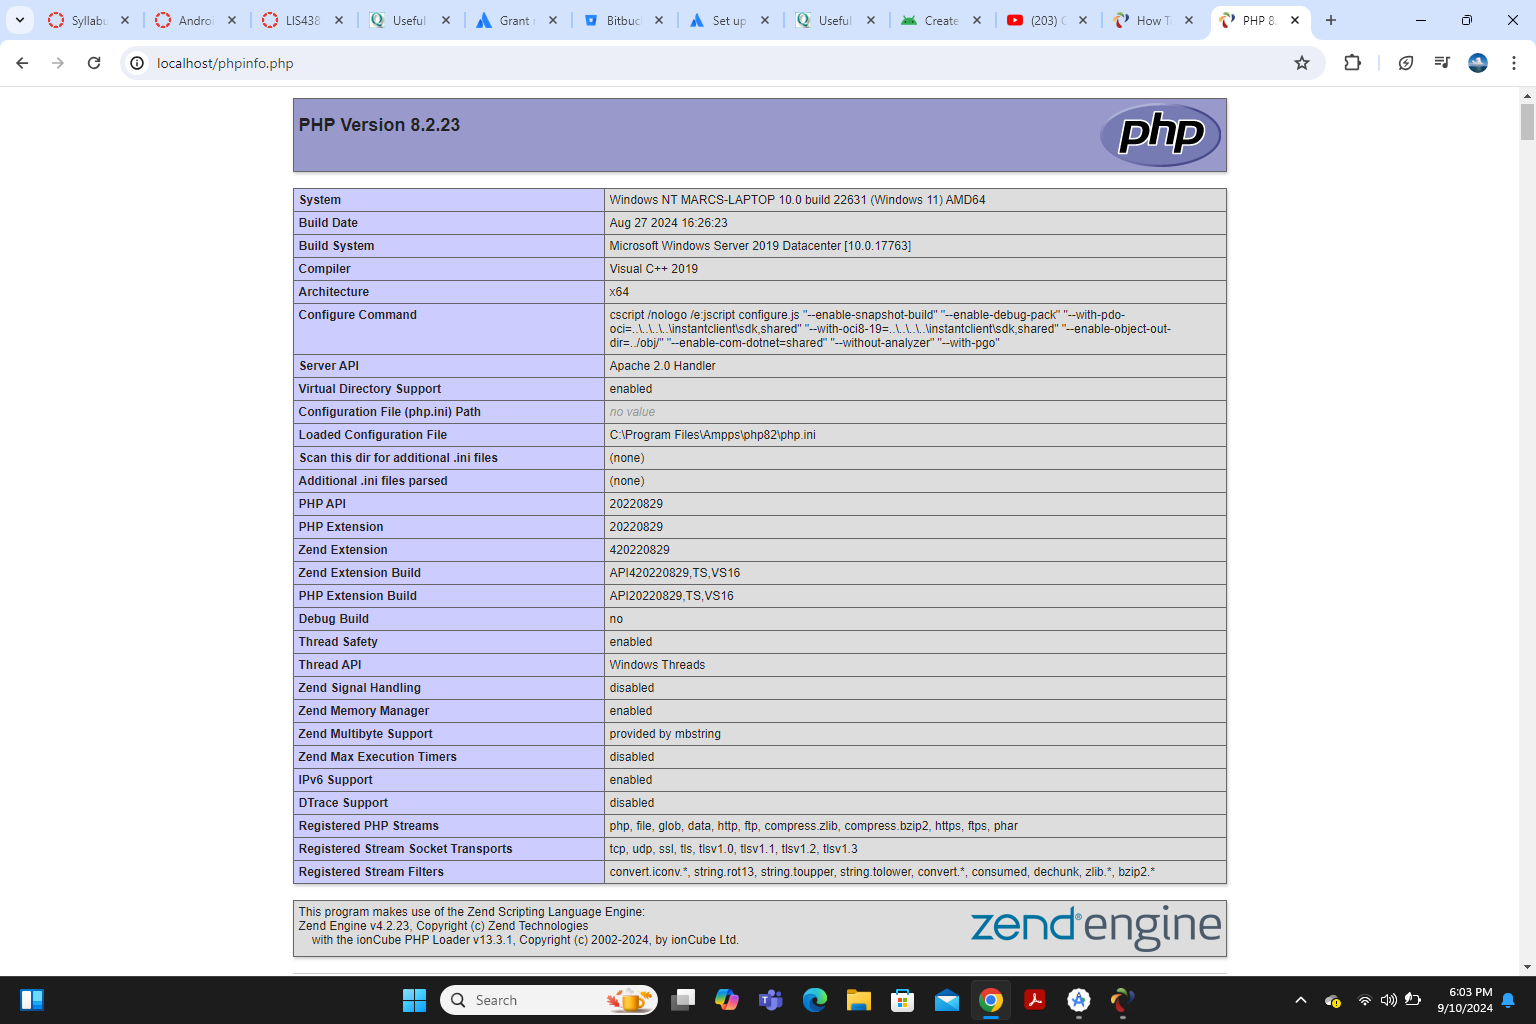 Syllabu
Androi
LIS438
Useful
Grant
Bitbuc
Set up
Useful
Create
(203)
How T
PHP 8.
localhost/phpinfo.php
PHP Version 8.2.23
php
System Windows NT MARCS-LAPTOP 10.0 build 22631 (Windows 11) AMD64
Build Date Aug 27 2024 16:26:23
Build System Microsoft Windows Server 2019 Datacenter [10.0.17763]
Compiler Visual C++ 2019
Architecture x64
Configure Command cscript /nologo /e:jscript configure.js "--enable-snapshot-build" "--enable-debug-pack" "--with-pdo-
oci=..\..\..\..\instantclient\sdk,shared" "--with-oci8-19=..\..\..\..\instantclient\sdk,shared" "--enable-object-out-
dir=../obj/" "--enable-com-dotnet=shared" "--without-analyzer" "--with-pgo"
Server API Apache 2.0 Handler
Virtual Directory Support enabled
Configuration File (php.ini) Path no value
Loaded Configuration File C:\Program Files\Ampps\php82\php.ini
Scan this dir for additional .ini files (none)
Additional .ini files parsed (none)
PHP API 20220829
PHP Extension 20220829
Zend Extension 420220829
Zend Extension Build API420220829,TS,VS16
PHP Extension Build API20220829,TS,VS16
Debug Build no
Thread Safety enabled
Thread API Windows Threads
Zend Signal Handling disabled
Zend Memory Manager enabled
Zend Multibyte Support provided by mbstring
Zend Max Execution Timers disabled
IPv6 Support enabled
DTrace Support disabled
Registered PHP Streams php, file, glob, data, http, ftp, compress.zlib, compress.bzip2, https, ftps, phar
Registered Stream Socket Transports tcp, udp, ssl, tls, tlsv1.0, tlsv1.1, tlsv1.2, tlsv1.3
Registered Stream Filters convert.iconv.*, string.rot13, string.toupper, string.tolower, convert.*, consumed, dechunk, zlib.*, bzip2.*
This program makes use of the Zend Scripting Language Engine:
Zend Engine v4.2.23, Copyright (c) Zend Technologies
with the ionCube PHP Loader v13.3.1, Copyright (c) 2002-2024, by ionCube Ltd.
zend® engine
Search
6:03 PM
9/10/2024